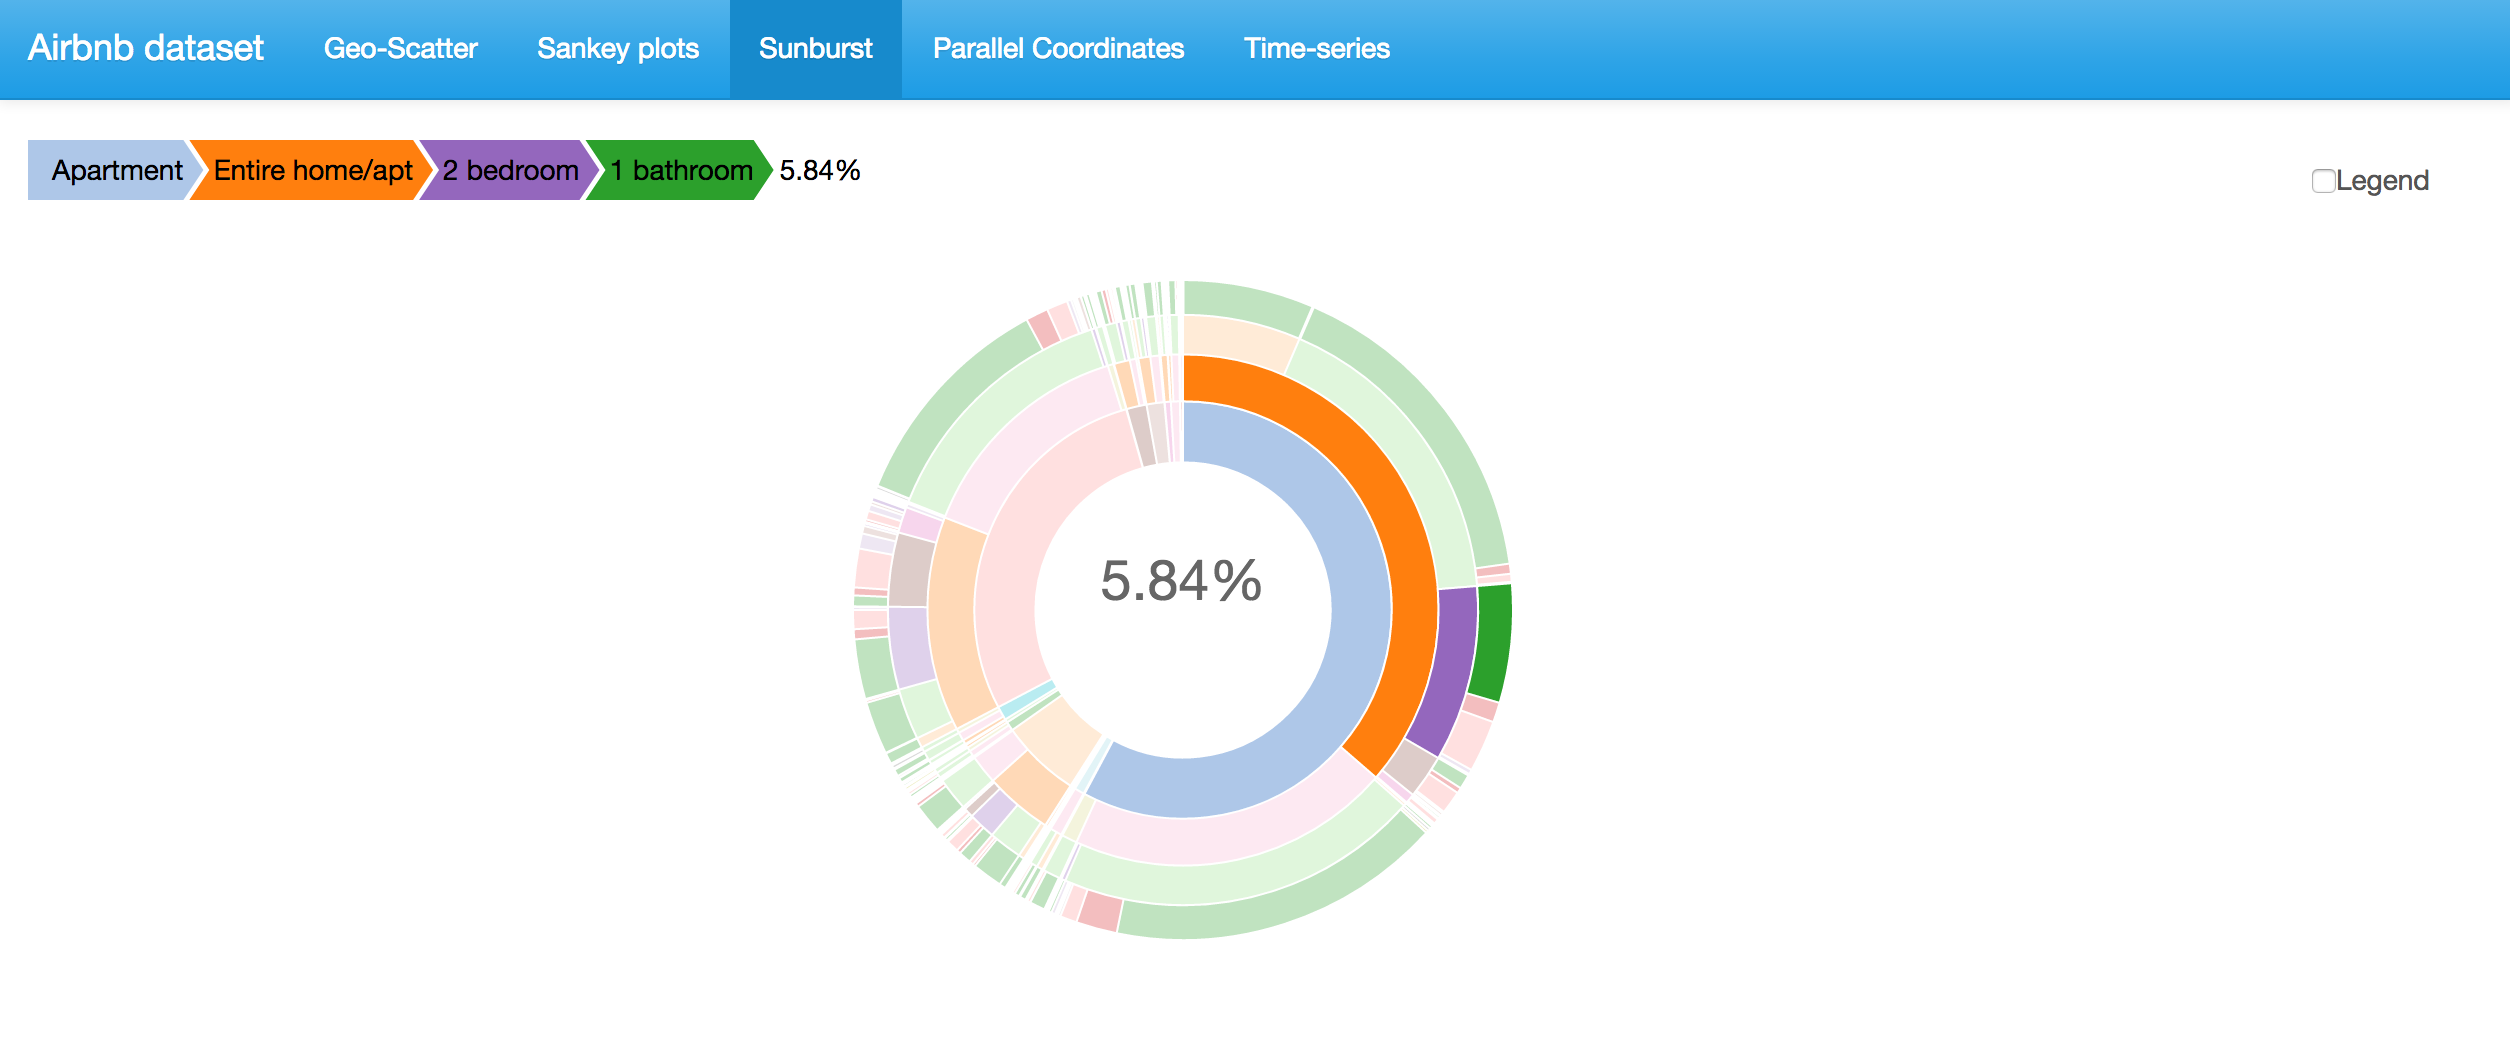 Airbnb dataset Geo-Scatter Sankey plots Sunburst Parallel Coordinates Time-series
Apartment Entire home/apt 2 bedroom 1 bathroom 5.84%
Legend
5.84%